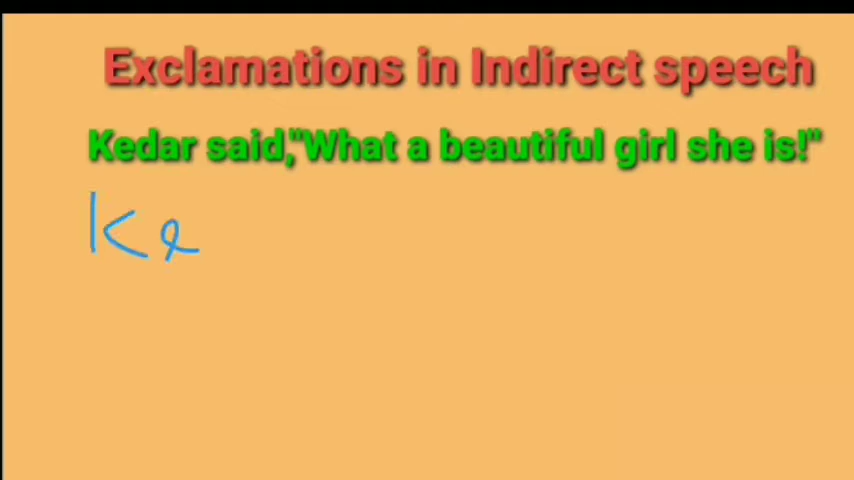 Exclamations in Indirect speech
Kedar said,"What a beautiful girl she is!"
Ke